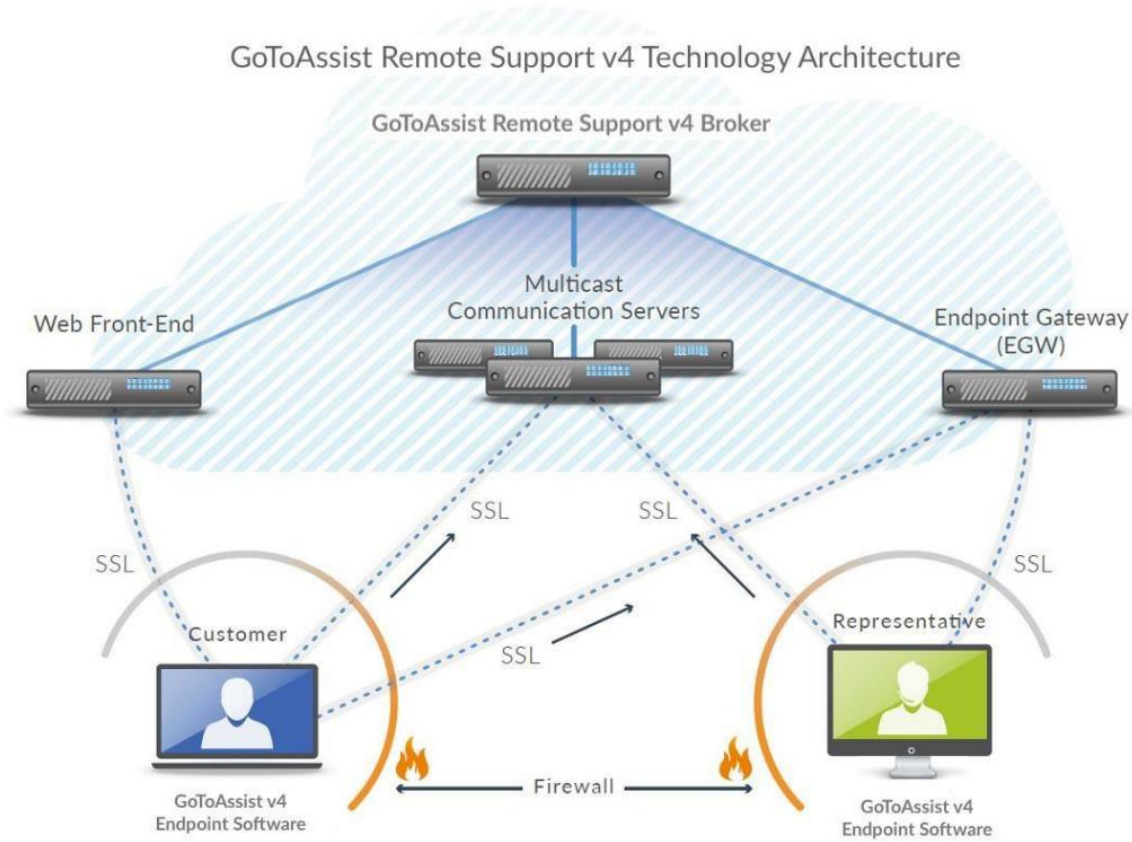 GoToAssist Remote Support v4 Technology Architecture
GoToAssist Remote Support v4 Broker
Multicast
Communication Servers
Web Front-End
Endpoint Gateway
(EGW)
SSL
SSL
SSL
SSL
SSL
Customer
Representative
Firewall
GoToAssist v4
Endpoint Software
GoToAssist v4
Endpoint Software